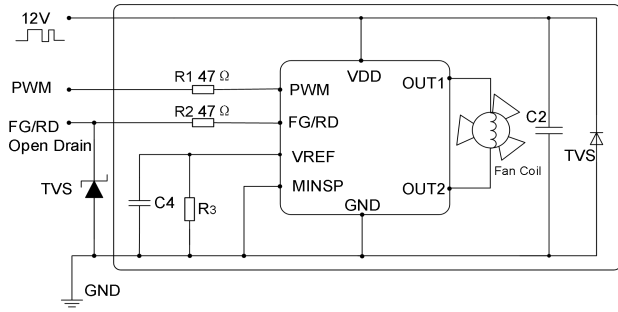 12V
PWM
FG/RD
Open Drain
TVS
GND
R1 47 Ω
R2 47 Ω
C4
R3
VDD
PWM
FG/RD
VREF
MINSP
GND
OUT1
OUT2
Fan Coil
C2
TVS